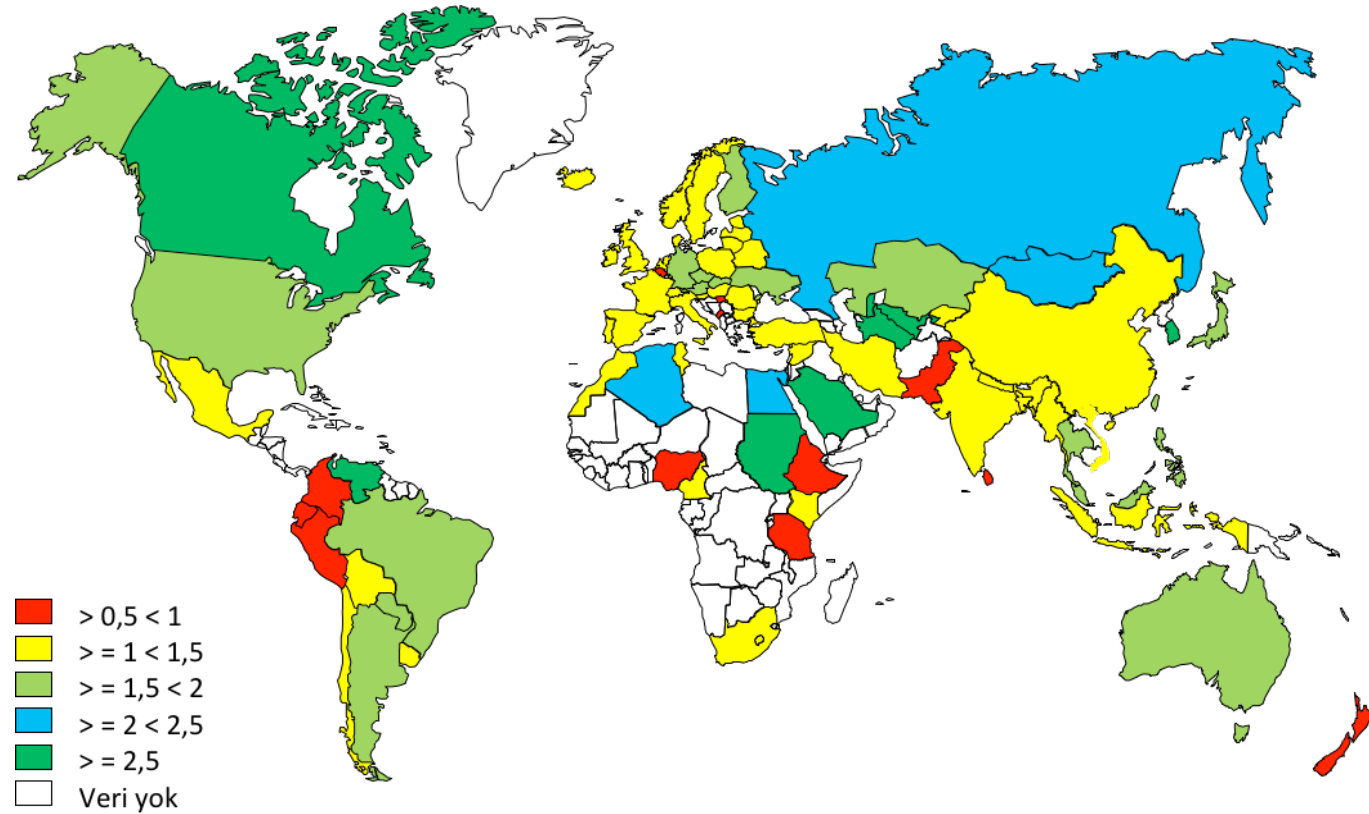 > 0,5 < 1
> = 1 < 1,5
> = 1,5 < 2
> = 2 < 2,5
> = 2,5
Veri yok